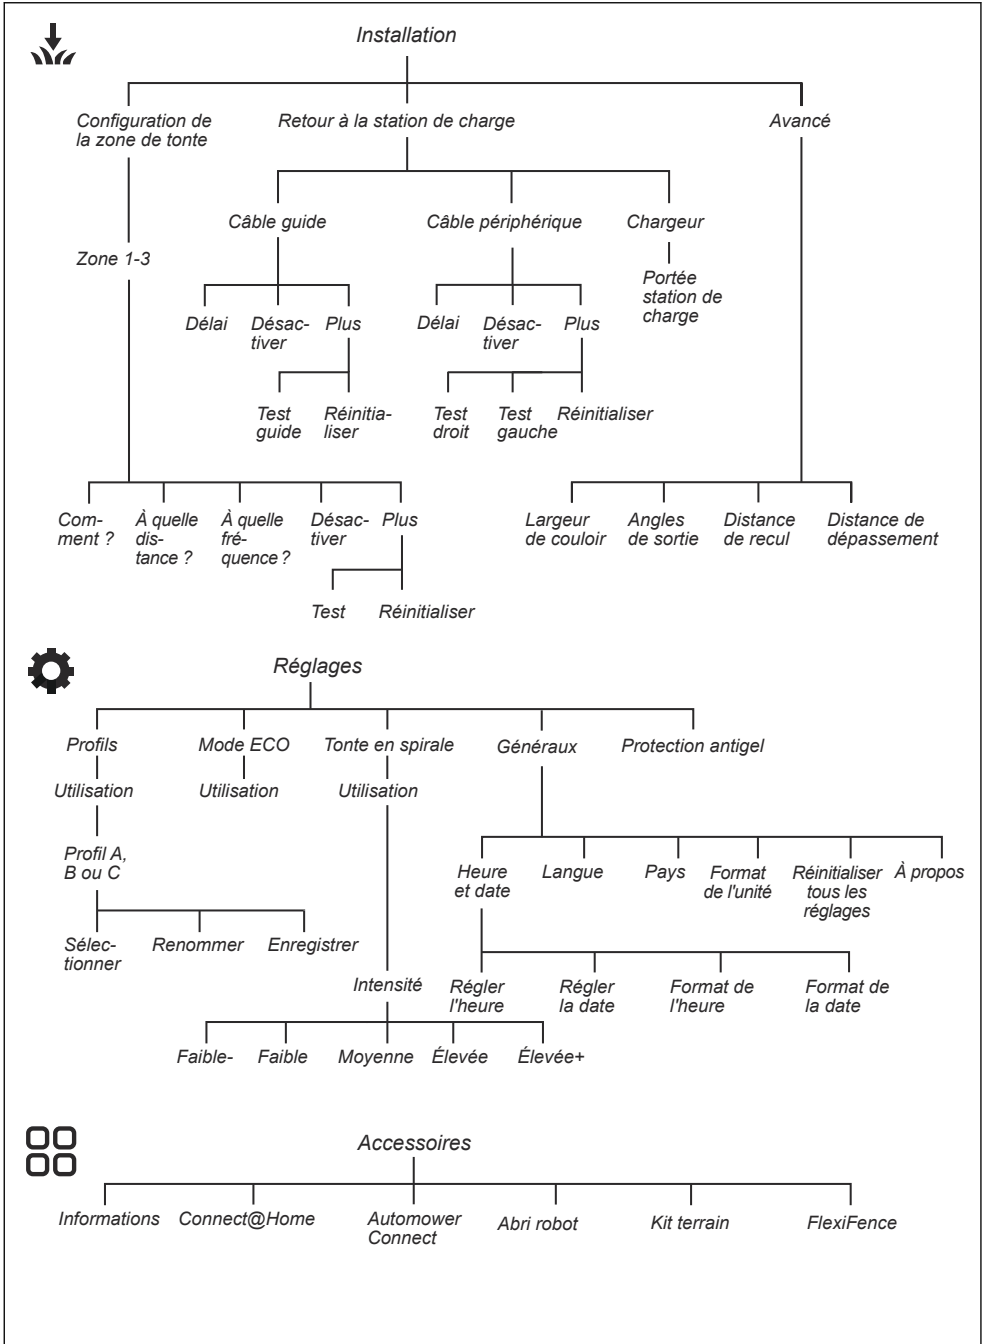 Installation
Configuration de
la zone de tonte
Retour à la station de charge
Avancé
Câble guide
Câble périphérique
Chargeur
Zone 1-3
Portée
station de
charge
Délai
Désac-
tiver
Plus
Délai
Désac-
tiver
Plus
Test
guide
Réinitia-
liser
Test
droit
Test
gauche
Réinitialiser
Com-
ment ?
À quelle
dis-
tance ?
À quelle
fré-
quence ?
Désac-
tiver
Plus
Largeur
de couloir
Angles
de sortie
Distance
de recul
Distance de
dépassement
Test
Réinitialiser
Réglages
Profils
Mode ECO
Tonte en spirale
Généraux
Protection antigel
Utilisation
Utilisation
Utilisation
Profil A,
B ou C
Heure
et date
Langue
Pays
Format
de l'unité
Réinitialiser
tous les
réglages
À propos
Sélec-
tionner
Renommer
Enregistrer
Intensité
Régler
l'heure
Régler
la date
Format de
l'heure
Format de
la date
Faible-
Faible
Moyenne
Élevée
Élevée+
Accessoires
Informations
Connect@Home
Automower
Connect
Abri robot
Kit terrain
FlexiFence